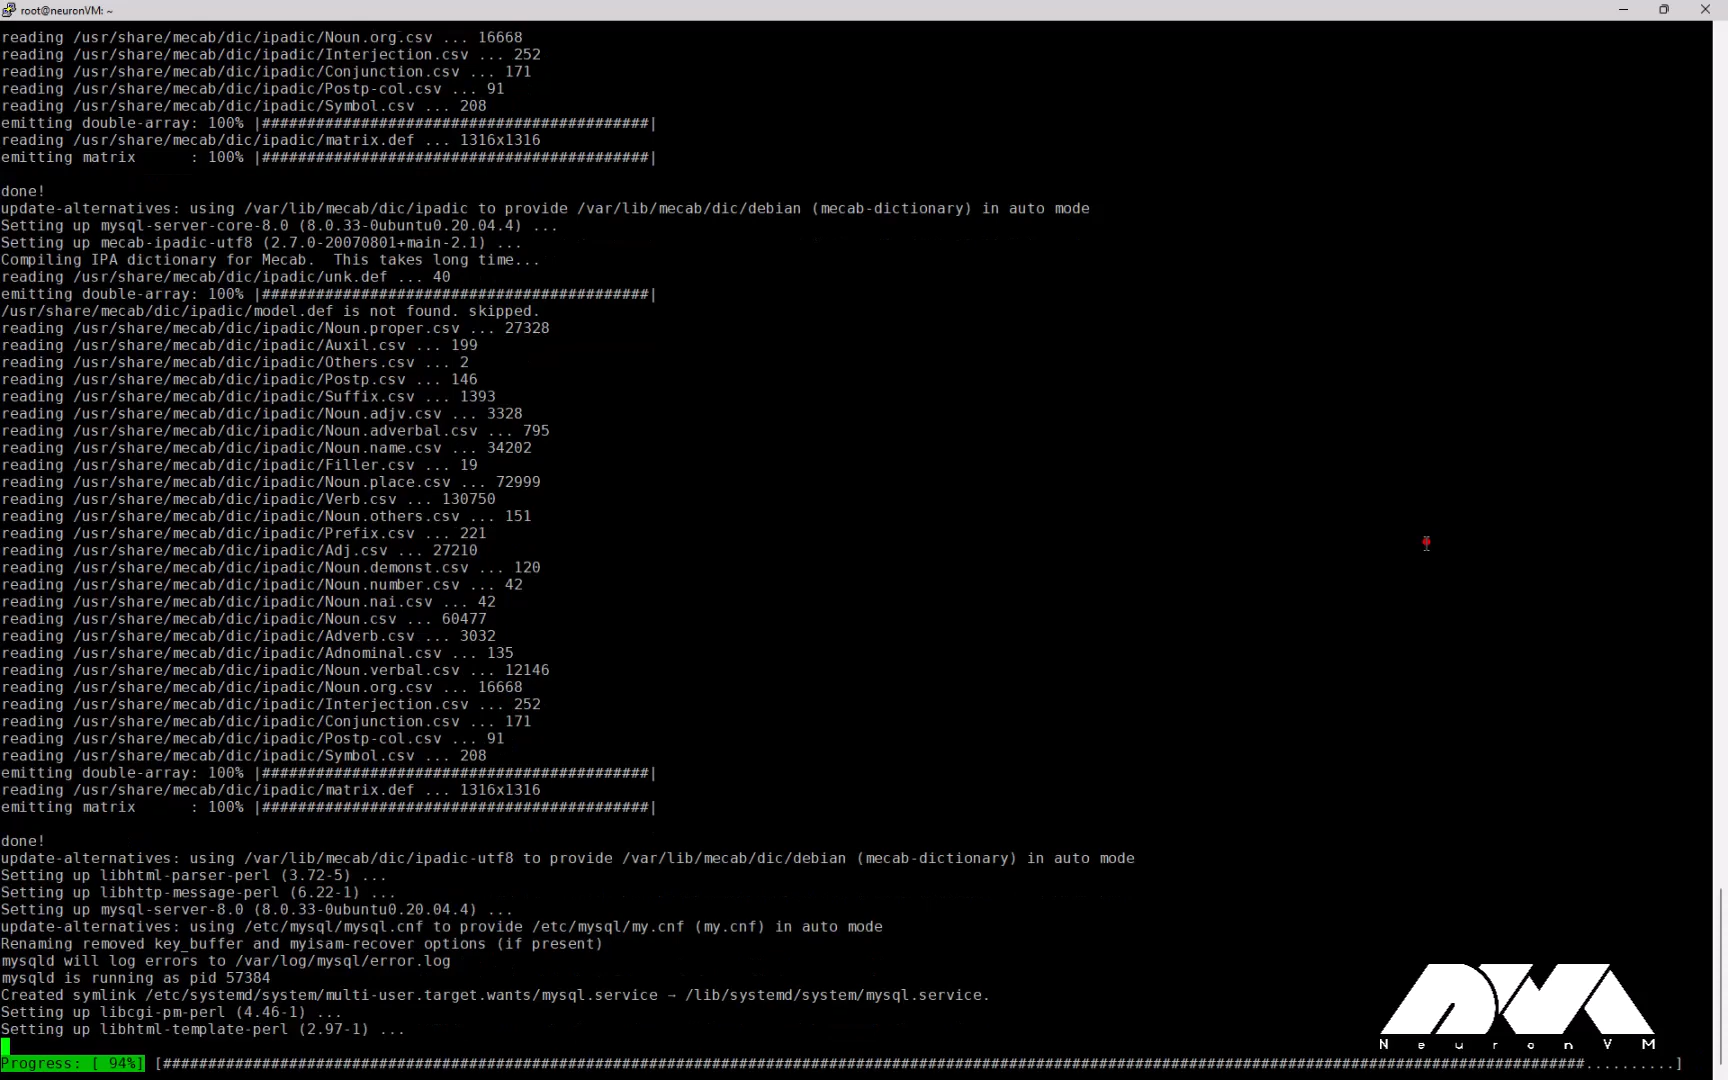 root@neuronVM: ~
reading /usr/share/mecab/dic/ipadic/Noun.org.csv ... 16668
reading /usr/share/mecab/dic/ipadic/Interjection.csv ... 252
reading /usr/share/mecab/dic/ipadic/Conjunction.csv ... 171
reading /usr/share/mecab/dic/ipadic/Postp-col.csv ... 91
reading /usr/share/mecab/dic/ipadic/Symbol.csv ... 208
emitting double-array: 100% |###########################################|
reading /usr/share/mecab/dic/ipadic/matrix.def ... 1316x1316
emitting matrix      : 100% |###########################################|
done!
update-alternatives: using /var/lib/mecab/dic/ipadic to provide /var/lib/mecab/dic/debian (mecab-dictionary) in auto mode
Setting up mysql-server-core-8.0 (8.0.33-0ubuntu0.20.04.4) ...
Setting up mecab-ipadic-utf8 (2.7.0-20070801+main-2.1) ...
Compiling IPA dictionary for Mecab.  This takes long time...
reading /usr/share/mecab/dic/ipadic/unk.def ... 40
emitting double-array: 100% |###########################################|
/usr/share/mecab/dic/ipadic/model.def is not found. skipped.
reading /usr/share/mecab/dic/ipadic/Noun.proper.csv ... 27328
reading /usr/share/mecab/dic/ipadic/Auxil.csv ... 199
reading /usr/share/mecab/dic/ipadic/Others.csv ... 2
reading /usr/share/mecab/dic/ipadic/Postp.csv ... 146
reading /usr/share/mecab/dic/ipadic/Suffix.csv ... 1393
reading /usr/share/mecab/dic/ipadic/Noun.adjv.csv ... 3328
reading /usr/share/mecab/dic/ipadic/Noun.adverbal.csv ... 795
reading /usr/share/mecab/dic/ipadic/Noun.name.csv ... 34202
reading /usr/share/mecab/dic/ipadic/Filler.csv ... 19
reading /usr/share/mecab/dic/ipadic/Noun.place.csv ... 72999
reading /usr/share/mecab/dic/ipadic/Verb.csv ... 130750
reading /usr/share/mecab/dic/ipadic/Noun.others.csv ... 151
reading /usr/share/mecab/dic/ipadic/Prefix.csv ... 221
reading /usr/share/mecab/dic/ipadic/Adj.csv ... 27210
reading /usr/share/mecab/dic/ipadic/Noun.demonst.csv ... 120
reading /usr/share/mecab/dic/ipadic/Noun.number.csv ... 42
reading /usr/share/mecab/dic/ipadic/Noun.nai.csv ... 42
reading /usr/share/mecab/dic/ipadic/Noun.csv ... 60477
reading /usr/share/mecab/dic/ipadic/Adverb.csv ... 3032
reading /usr/share/mecab/dic/ipadic/Adnominal.csv ... 135
reading /usr/share/mecab/dic/ipadic/Noun.verbal.csv ... 12146
reading /usr/share/mecab/dic/ipadic/Noun.org.csv ... 16668
reading /usr/share/mecab/dic/ipadic/Interjection.csv ... 252
reading /usr/share/mecab/dic/ipadic/Conjunction.csv ... 171
reading /usr/share/mecab/dic/ipadic/Postp-col.csv ... 91
reading /usr/share/mecab/dic/ipadic/Symbol.csv ... 208
emitting double-array: 100% |###########################################|
reading /usr/share/mecab/dic/ipadic/matrix.def ... 1316x1316
emitting matrix      : 100% |###########################################|
done!
update-alternatives: using /var/lib/mecab/dic/ipadic-utf8 to provide /var/lib/mecab/dic/debian (mecab-dictionary) in auto mode
Setting up libhtml-parser-perl (3.72-5) ...
Setting up libhttp-message-perl (6.22-1) ...
Setting up mysql-server-8.0 (8.0.33-0ubuntu0.20.04.4) ...
update-alternatives: using /etc/mysql/mysql.cnf to provide /etc/mysql/my.cnf (my.cnf) in auto mode
Renaming removed key_buffer and myisam-recover options (if present)
mysqld will log errors to /var/log/mysql/error.log
mysqld is running as pid 57384
Created symlink /etc/systemd/system/multi-user.target.wants/mysql.service → /lib/systemd/system/mysql.service.
Setting up libcgi-pm-perl (4.46-1) ...
Setting up libhtml-template-perl (2.97-1) ...
NeuronVM
Progress: [ 94%] [##############################################################################################################################################################..........]